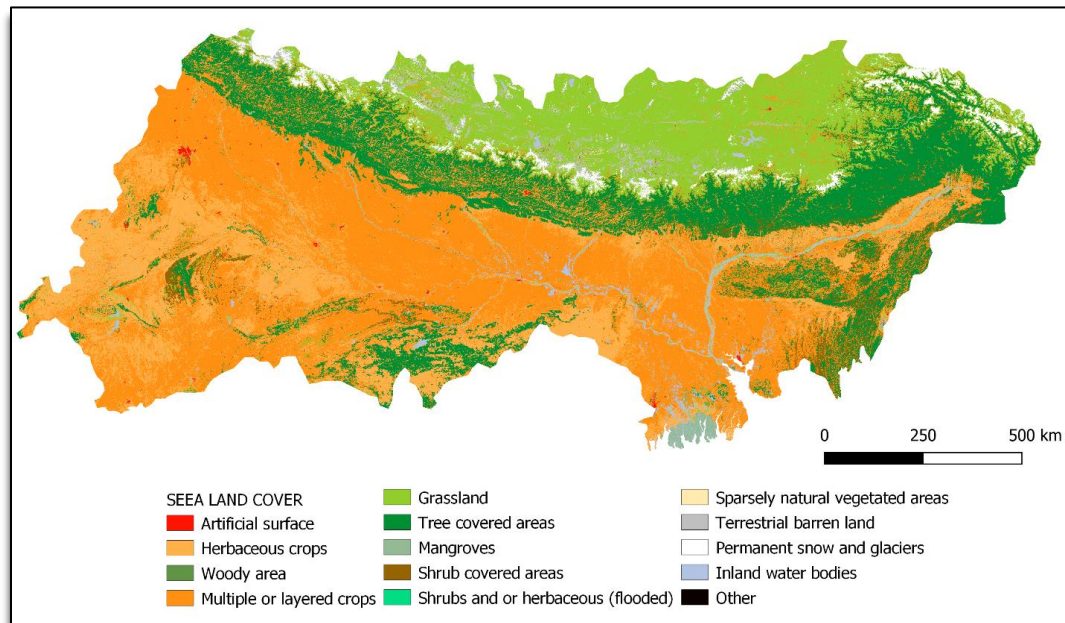 0 250 500 km
SEEA LAND COVER
Artificial surface
Herbaceous crops
Woody area
Multiple or layered crops
Grassland
Tree covered areas
Mangroves
Shrub covered areas
Shrubs and or herbaceous (flooded)
Sparsely natural vegetated areas
Terrestrial barren land
Permanent snow and glaciers
Inland water bodies
Other